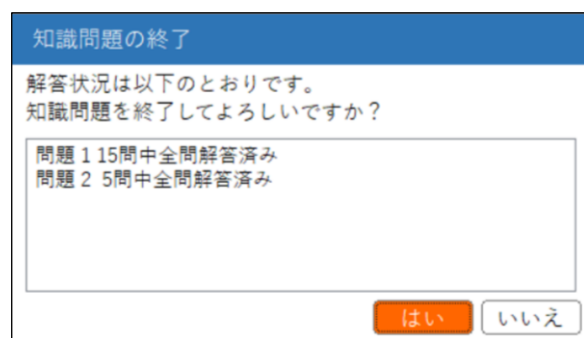 知識問題の終了
解答状況は以下のとおりです。
知識問題を終了してよろしいですか？
問題１15問中全問解答済み
問題２ 5問中全問解答済み
はい いいえ